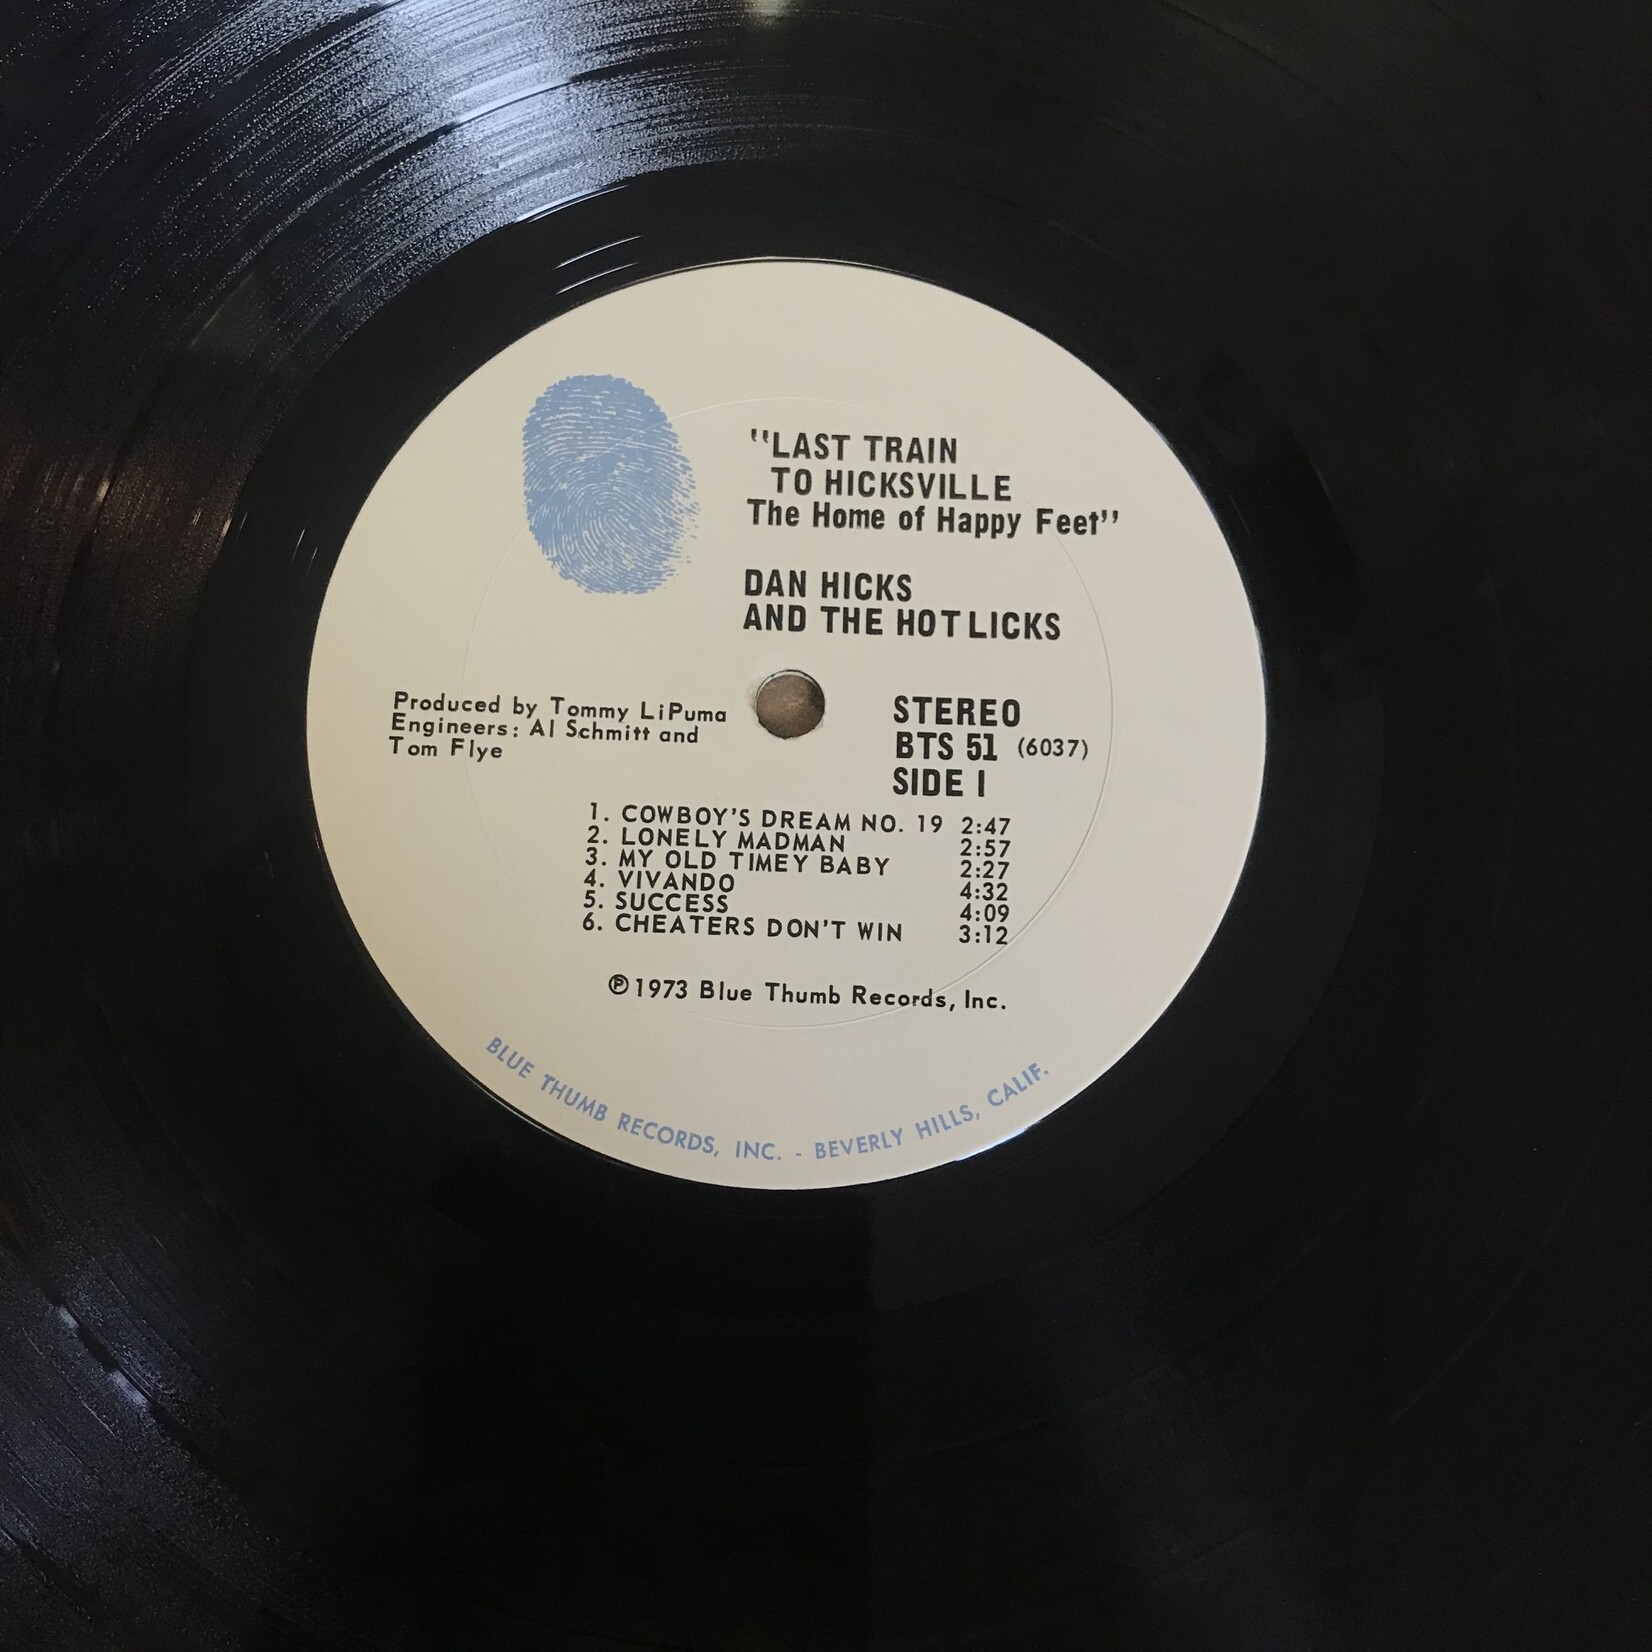 "LAST TRAIN
TO HICKSVILLE
The Home of Happy Feet"
DAN HICKS
AND THE HOT LICKS
Produced by Tommy LiPuma
Engineers: Al Schmitt and
Tom Flye
STEREO
BTS 51 (6037)
SIDE I
1. COWBOY'S DREAM NO. 19 2:47
2. LONELY MADMAN 2:57
3. MY OLD TIMEY BABY 2:27
4. VIVANDO 4:32
5. SUCCESS 4:09
6. CHEATERS DON'T WIN 3:12
℗ 1973 Blue Thumb Records, Inc.
BLUE THUMB RECORDS, INC. - BEVERLY HILLS, CALIF.